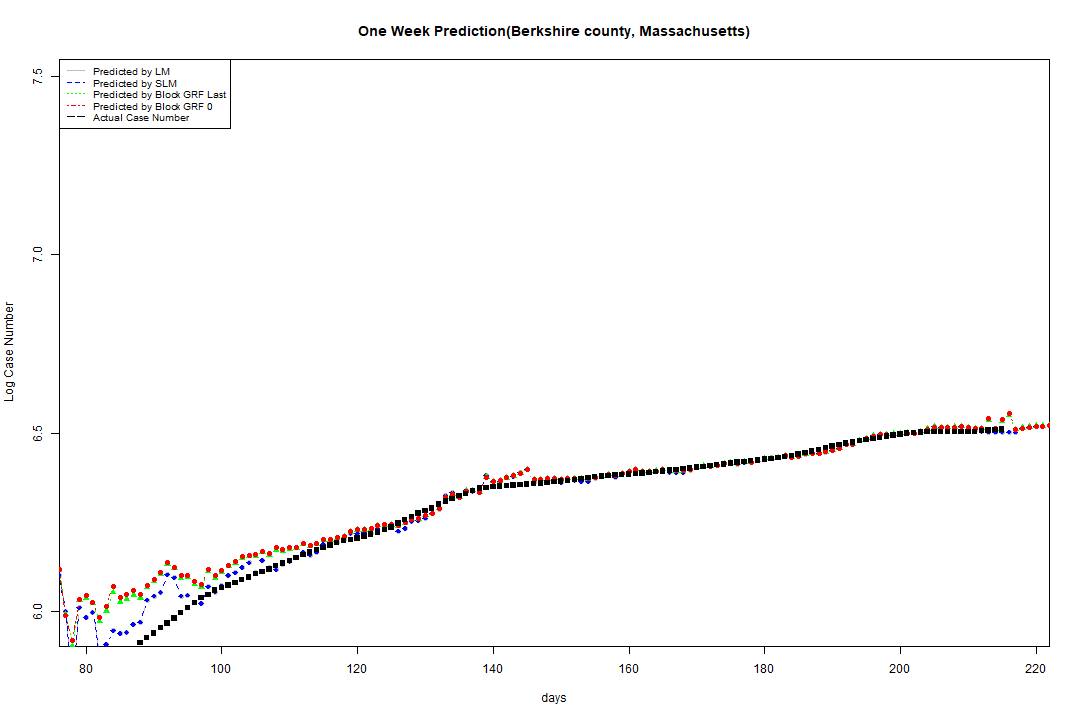 One Week Prediction(Berkshire county, Massachusetts)
Predicted by LM
Predicted by SLM
Predicted by Block GRF Last
Predicted by Block GRF 0
Actual Case Number
7.5
7.0
6.5
6.0
Log Case Number
80 100 120 140 160 180 200 220
days